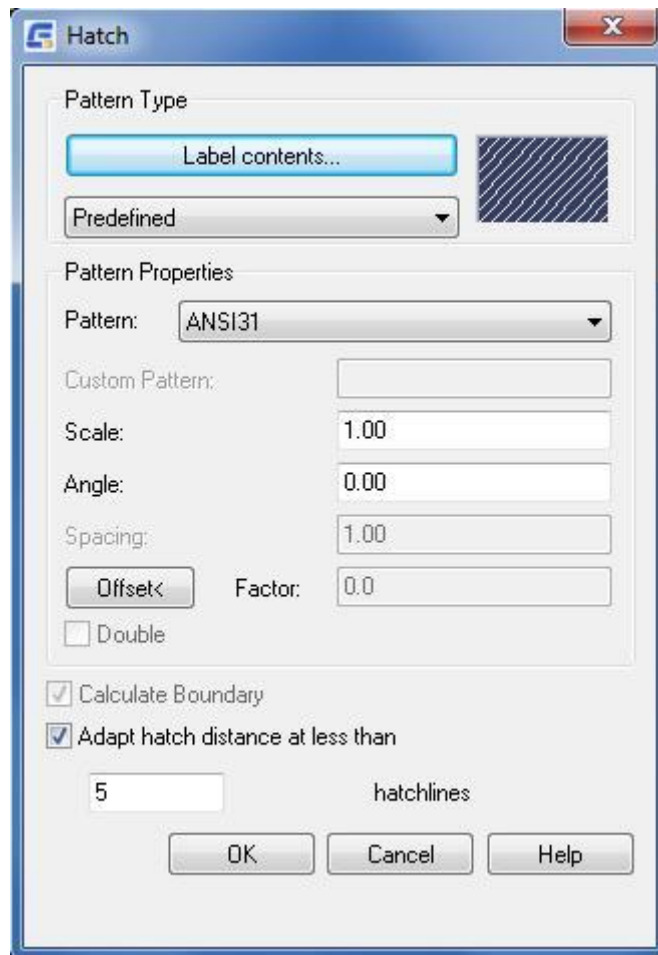 Hatch
Pattern Type
Label contents...
Predefined
Pattern Properties
Pattern: ANSI31
Custom Pattern:
Scale: 1.00
Angle: 0.00
Spacing: 1.00
Offset< Factor: 0.0
Double
Calculate Boundary
Adapt hatch distance at less than
5 hatchlines
OK Cancel Help